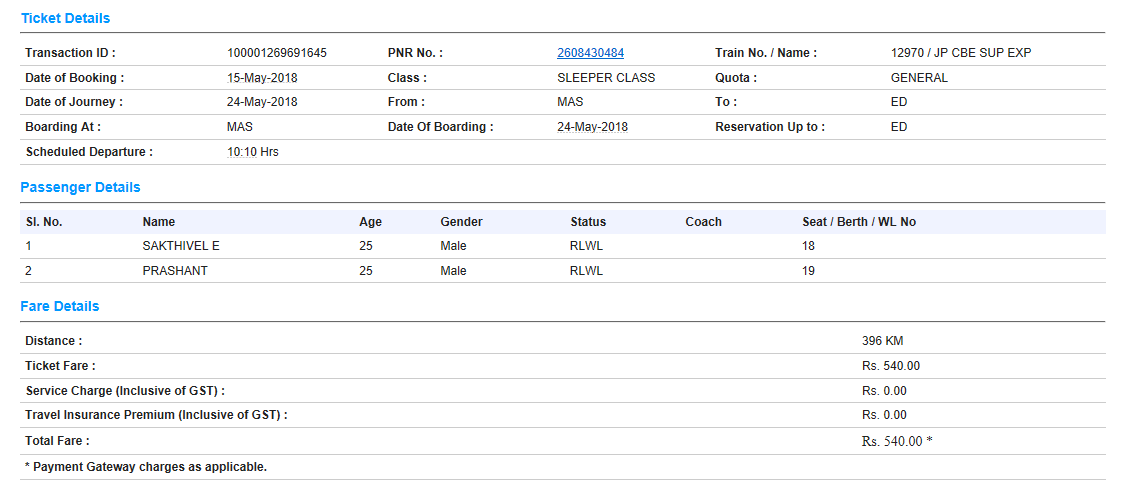 Ticket Details
Transaction ID : 100001269691645 PNR No. : 2608430484 Train No. / Name : 12970 / JP CBE SUP EXP
Date of Booking : 15-May-2018 Class : SLEEPER CLASS Quota : GENERAL
Date of Journey : 24-May-2018 From : MAS To : ED
Boarding At : MAS Date Of Boarding : 24-May-2018 Reservation Up to : ED
Scheduled Departure : 10:10 Hrs
Passenger Details
Sl. No. Name Age Gender Status Coach Seat / Berth / WL No
1 SAKTHIVEL E 25 Male RLWL 18
2 PRASHANT 25 Male RLWL 19
Fare Details
Distance : 396 KM
Ticket Fare : Rs. 540.00
Service Charge (Inclusive of GST) : Rs. 0.00
Travel Insurance Premium (Inclusive of GST) : Rs. 0.00
Total Fare : Rs. 540.00 *
* Payment Gateway charges as applicable.